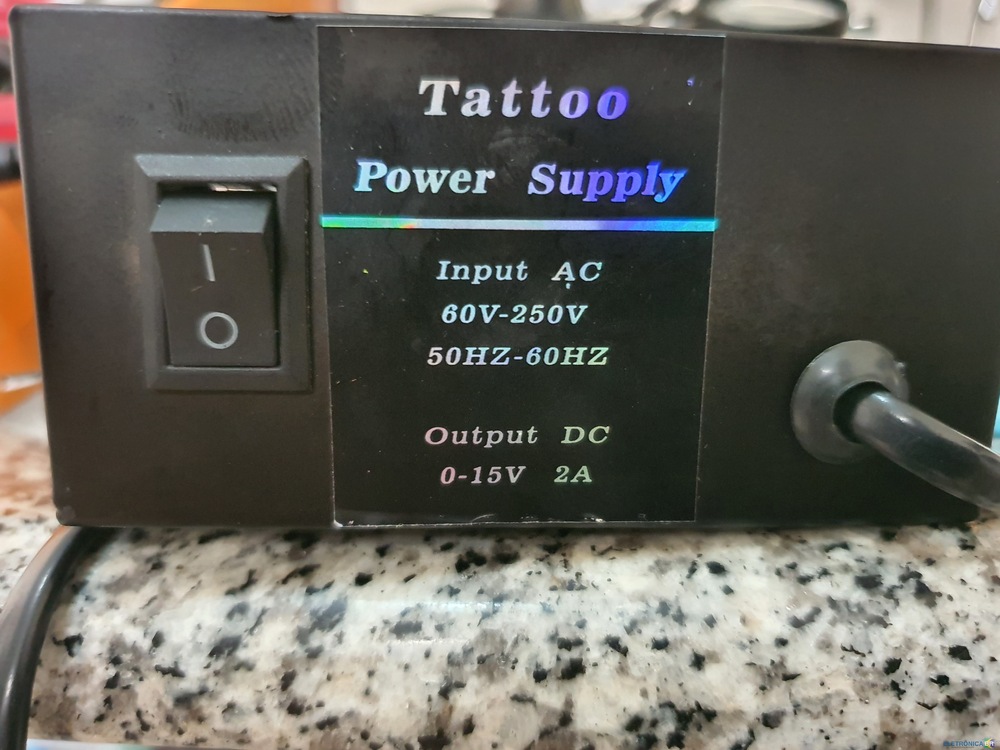 Tattoo
Power Supply
Input AC
60V-250V
50HZ-60HZ
Output DC
0-15V 2A
I
O